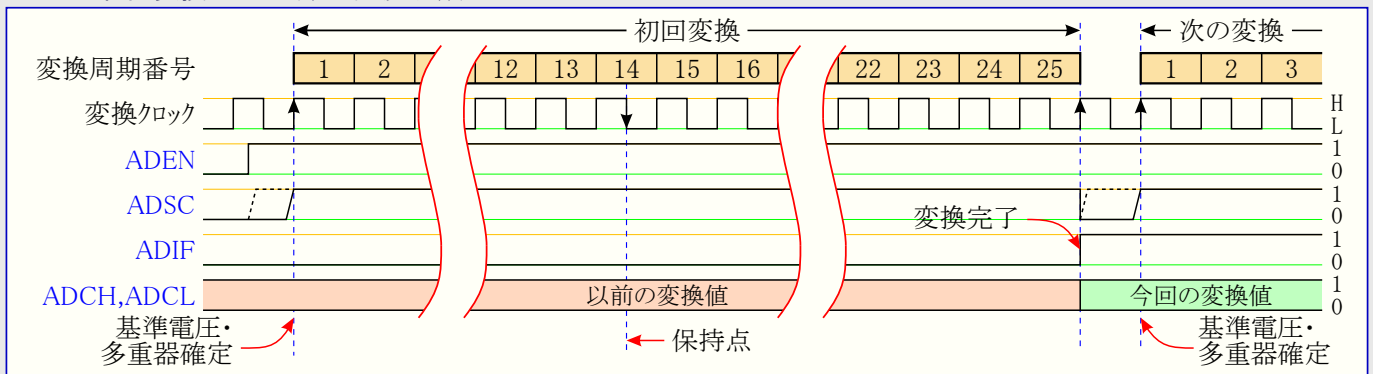 初回変換
次の変換
変換周期番号 1 2 12 13 14 15 16 22 23 24 25 1 2 3
変換クロック H L
ADEN 1 0
ADSC 1 0
変換完了
ADIF 1 0
ADCH,ADCL 以前の変換値 今回の変換値 1 0
基準電圧・
多重器確定
保持点
基準電圧・
多重器確定